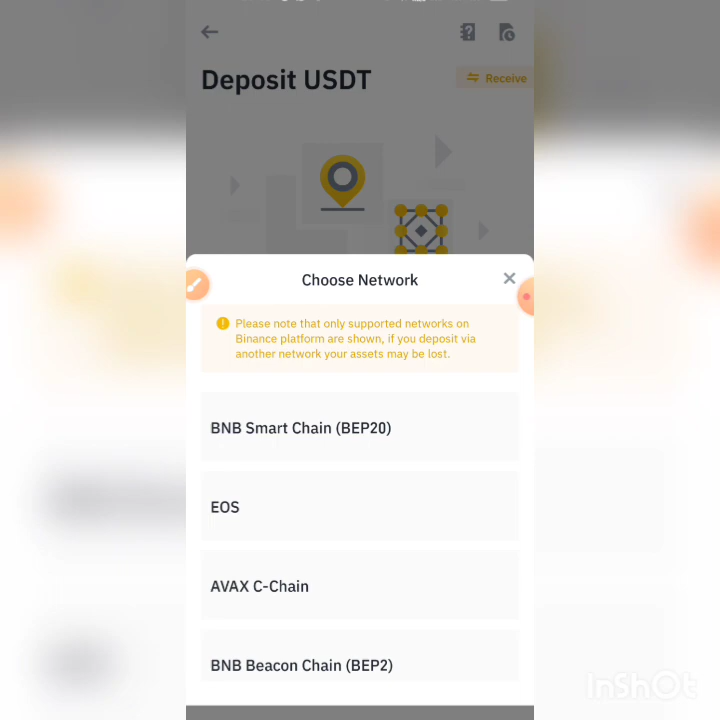 Deposit USDT
Receive
Choose Network
Please note that only supported networks on
Binance platform are shown, if you deposit via
another network your assets may be lost.
BNB Smart Chain (BEP20)
EOS
AVAX C-Chain
BNB Beacon Chain (BEP2)
InShOt